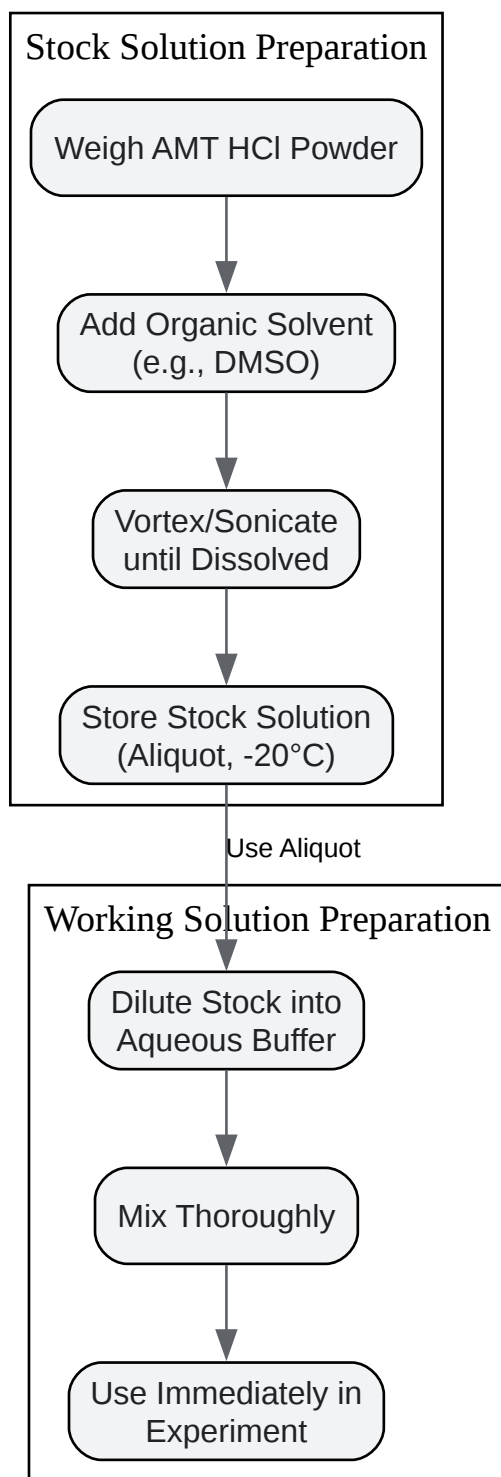 Stock Solution Preparation
Weigh AMT HCl Powder
Add Organic Solvent
(e.g., DMSO)
Vortex/Sonicate
until Dissolved
Store Stock Solution
(Aliquot, -20°C)
Use Aliquot
Working Solution Preparation
Dilute Stock into
Aqueous Buffer
Mix Thoroughly
Use Immediately in
Experiment